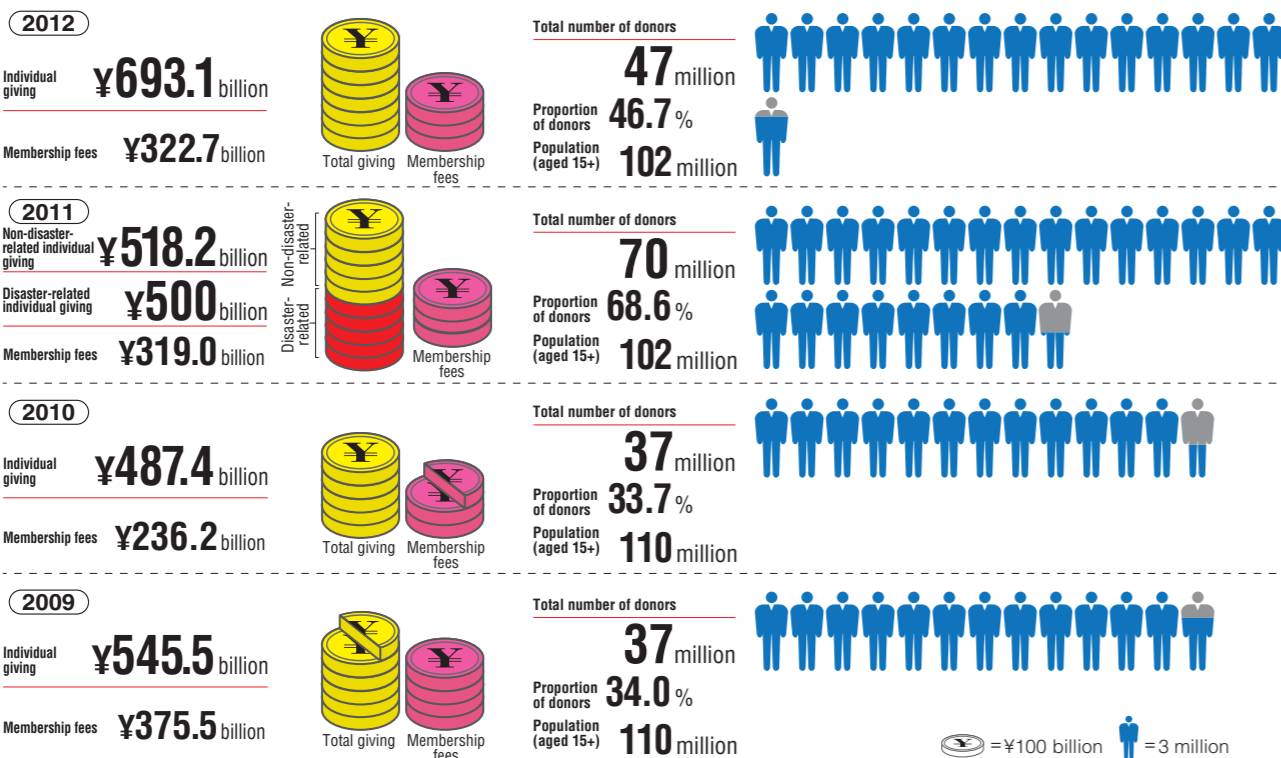 2012
Individual
giving
¥693.1 billion
Membership fees ¥322.7 billion
¥
¥
Total giving
Membership
fees
Total number of donors
47 million
Proportion
of donors
46.7 %
Population
(aged 15+)
102 million
2011
Non-disaster-
related individual
giving
¥518.2 billion
Disaster-related
individual giving
¥500 billion
Membership fees ¥319.0 billion
Non-disaster-
related
Disaster-
related
¥
¥
Membership
fees
Total number of donors
70 million
Proportion
of donors
68.6 %
Population
(aged 15+)
102 million
2010
Individual
giving
¥487.4 billion
Membership fees ¥236.2 billion
¥
¥
Total giving
Membership
fees
Total number of donors
37 million
Proportion
of donors
33.7 %
Population
(aged 15+)
110 million
2009
Individual
giving
¥545.5 billion
Membership fees ¥375.5 billion
¥
¥
Total giving
Membership
fees
Total number of donors
37 million
Proportion
of donors
34.0 %
Population
(aged 15+)
110 million
¥ =¥100 billion =3 million